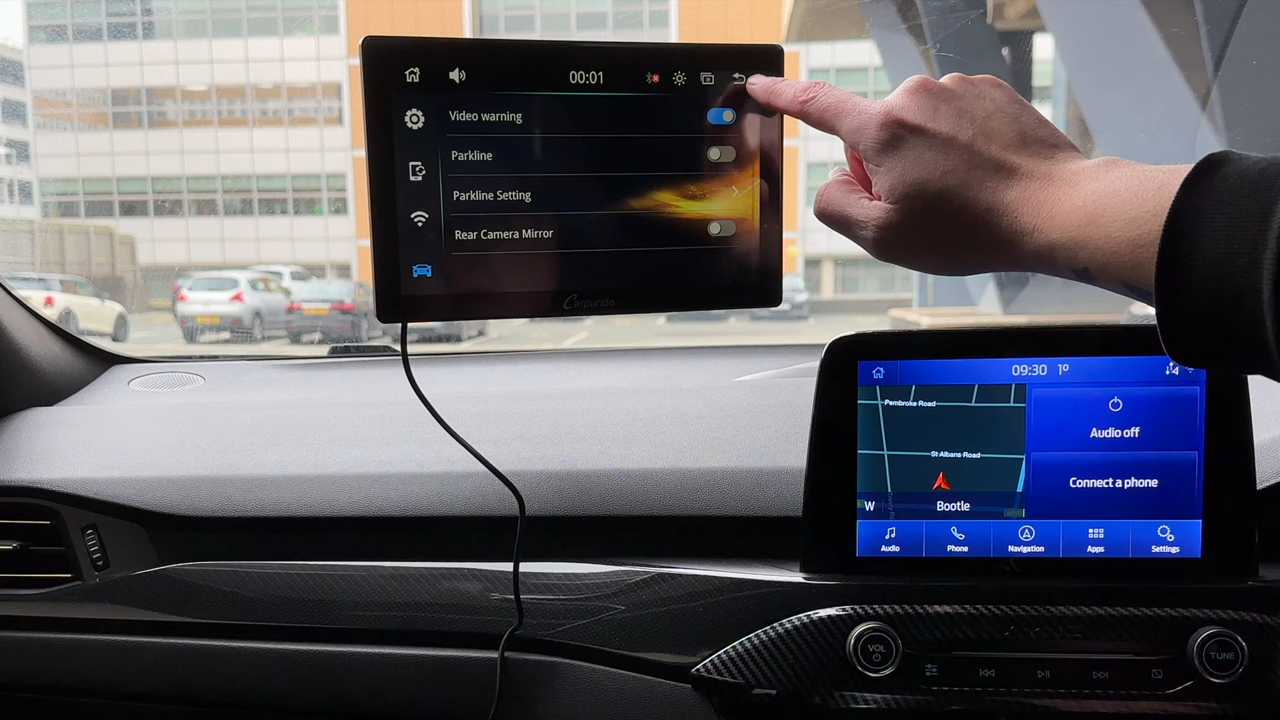 00:01
Video warning
Parkline
Parkline Setting
Rear Camera Mirror
Carpuride
09:30 1º
Pembroke Road
St Albans Road
W Bootle
Audio off
Connect a phone
Audio Phone Navigation Apps Settings
VOL
TUNE